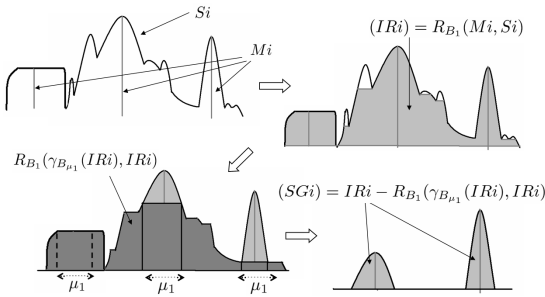 Si
(IRi) = R_{B_1}(Mi, Si)
Mi
R_{B_1}(γ_{B_{μ_1}}(IRi), IRi)
(SGi) = IRi − R_{B_1}(γ_{B_{μ_1}}(IRi), IRi)
μ_1 μ_1 μ_1